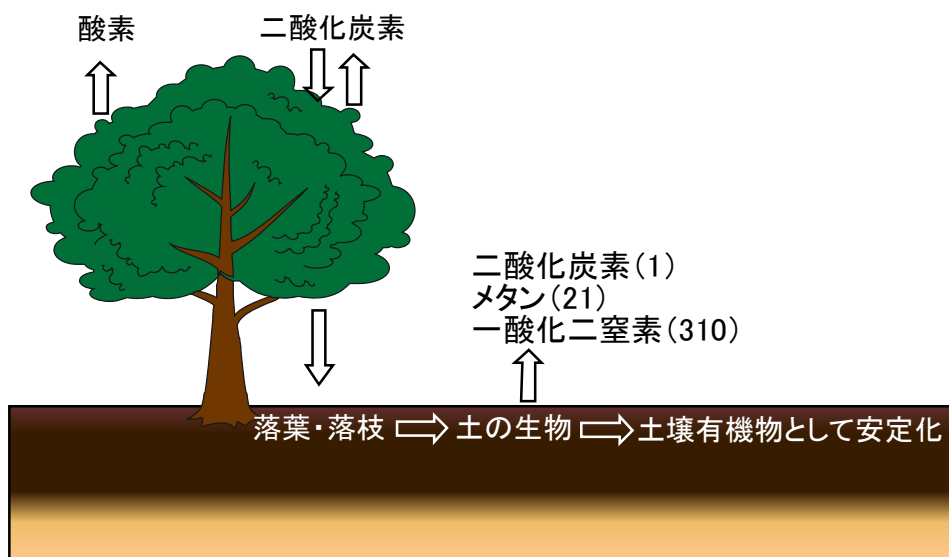 酸素
二酸化炭素
二酸化炭素(1)
メタン(21)
一酸化二窒素(310)
落葉・落枝 ⇨ 土の生物 ⇨ 土壌有機物として安定化